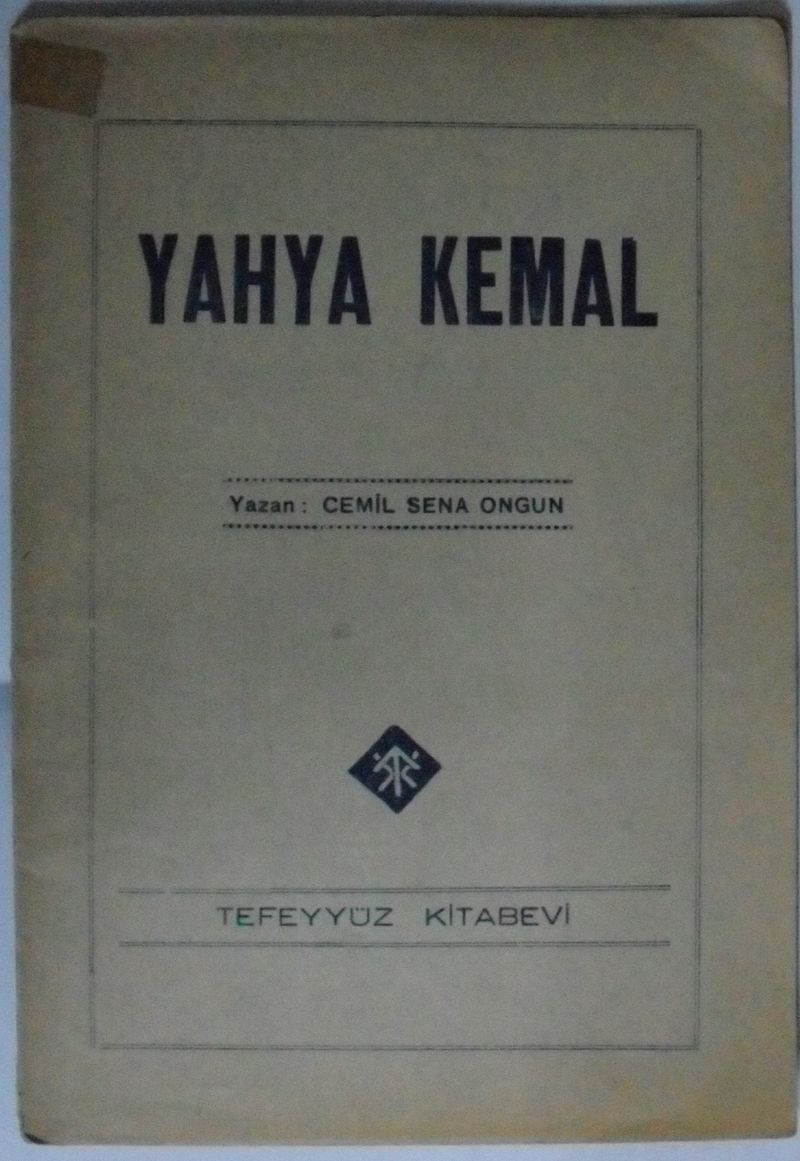 YAHYA KEMAL
Yazan : CEMİL SENA ONGUN
TEFEYYÜZ KİTABEVİ